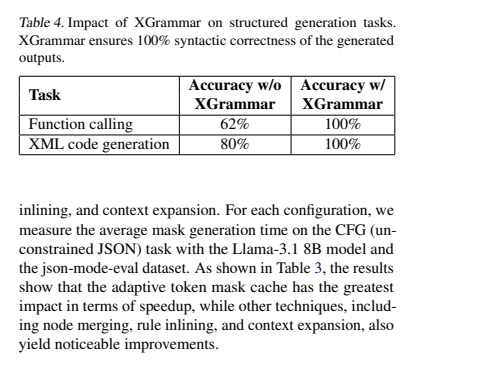 Table 4. Impact of XGrammar on structured generation tasks.
XGrammar ensures 100% syntactic correctness of the generated
outputs.
Task
Accuracy w/o XGrammar
Accuracy w/ XGrammar
Function calling 62% 100%
XML code generation 80% 100%
inlining, and context expansion. For each configuration, we
measure the average mask generation time on the CFG (un-
constrained JSON) task with the Llama-3.1 8B model and
the json-mode-eval dataset. As shown in Table 3, the results
show that the adaptive token mask cache has the greatest
impact in terms of speedup, while other techniques, includ-
ing node merging, rule inlining, and context expansion, also
yield noticeable improvements.